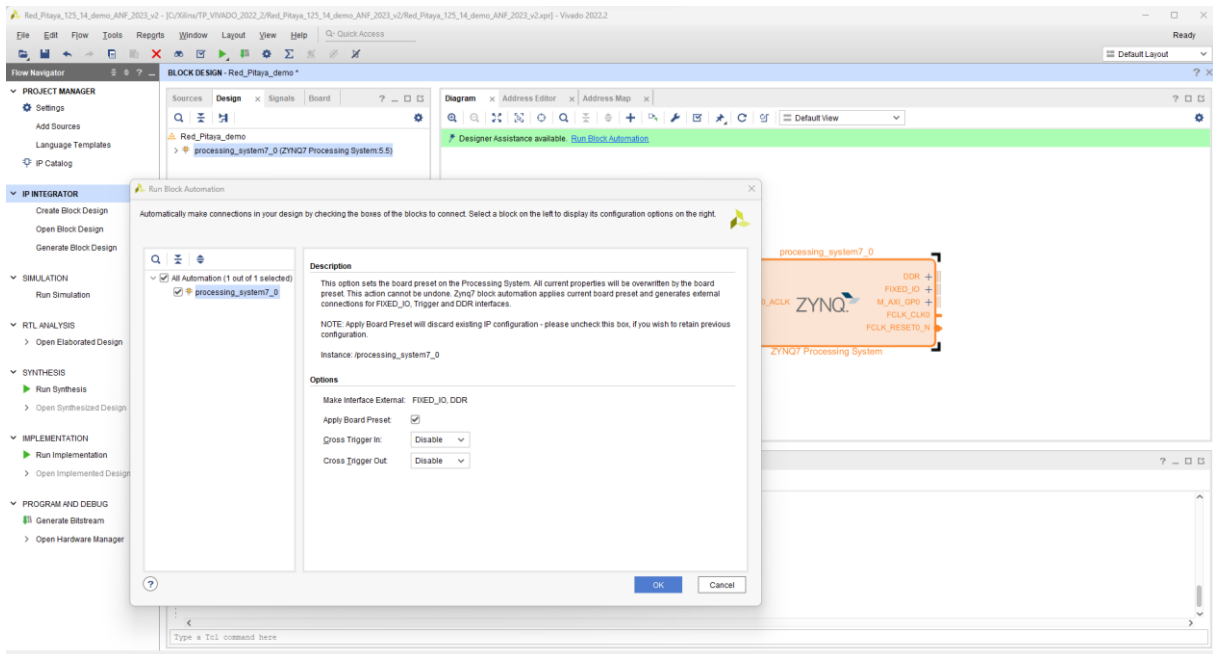 Red_Pitaya_125_14_demo_ANF_2023_v2 - [C:/Xilinx/TP_VIVADO_2022_2/Red_Pitaya_125_14_demo_ANF_2023_v2/Red_Pitaya_125_14_demo_ANF_2023_v2.xpr] - Vivado 2022.2
File Edit Flow Tools Reports Window Layout View Help Quick Access
Ready
Default Layout
Flow Navigator
BLOCK DESIGN - Red_Pitaya_demo *
PROJECT MANAGER
Settings
Add Sources
Language Templates
IP Catalog
IP INTEGRATOR
Create Block Design
Open Block Design
Generate Block Design
SIMULATION
Run Simulation
RTL ANALYSIS
Open Elaborated Design
SYNTHESIS
Run Synthesis
Open Synthesized Design
IMPLEMENTATION
Run Implementation
Open Implemented Design
PROGRAM AND DEBUG
Generate Bitstream
Open Hardware Manager
Sources Design Signals Board
Red_Pitaya_demo
processing_system7_0 (ZYNQ7 Processing System:5.5)
Diagram Address Editor Address Map
Default View
Designer Assistance available. Run Block Automation
Run Block Automation
Automatically make connections in your design by checking the boxes of the blocks to connect. Select a block on the left to display its configuration options on the right.
All Automation (1 out of 1 selected)
processing_system7_0
Description
This option sets the board preset on the Processing System. All current properties will be overwritten by the board
preset. This action cannot be undone. Zynq7 block automation applies current board preset and generates external
connections for FIXED_IO, Trigger and DDR interfaces.
NOTE: Apply Board Preset will discard existing IP configuration - please uncheck this box, if you wish to retain previous
configuration.
Instance: /processing_system7_0
Options
Make Interface External: FIXED_IO, DDR
Apply Board Preset:
Cross Trigger In: Disable
Cross Trigger Out: Disable
OK Cancel
processing_system7_0
DDR
FIXED_IO
0_ACLK ZYNQ M_AXI_GP0
FCLK_CLK0
FCLK_RESET0_N
ZYNQ7 Processing System
Type a Tcl command here